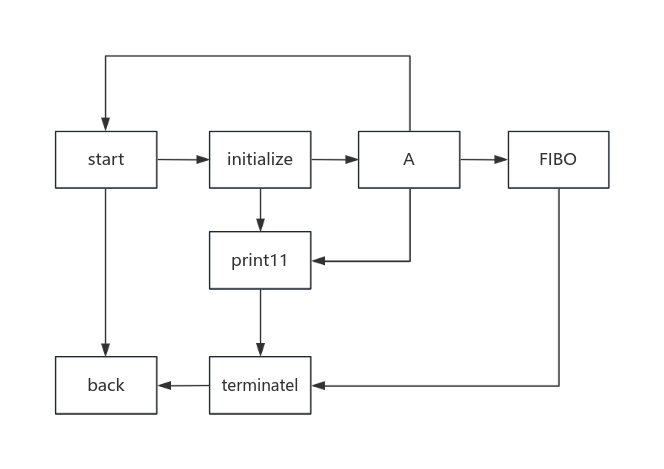 start
initialize
A
FIBO
print11
back
terminatel